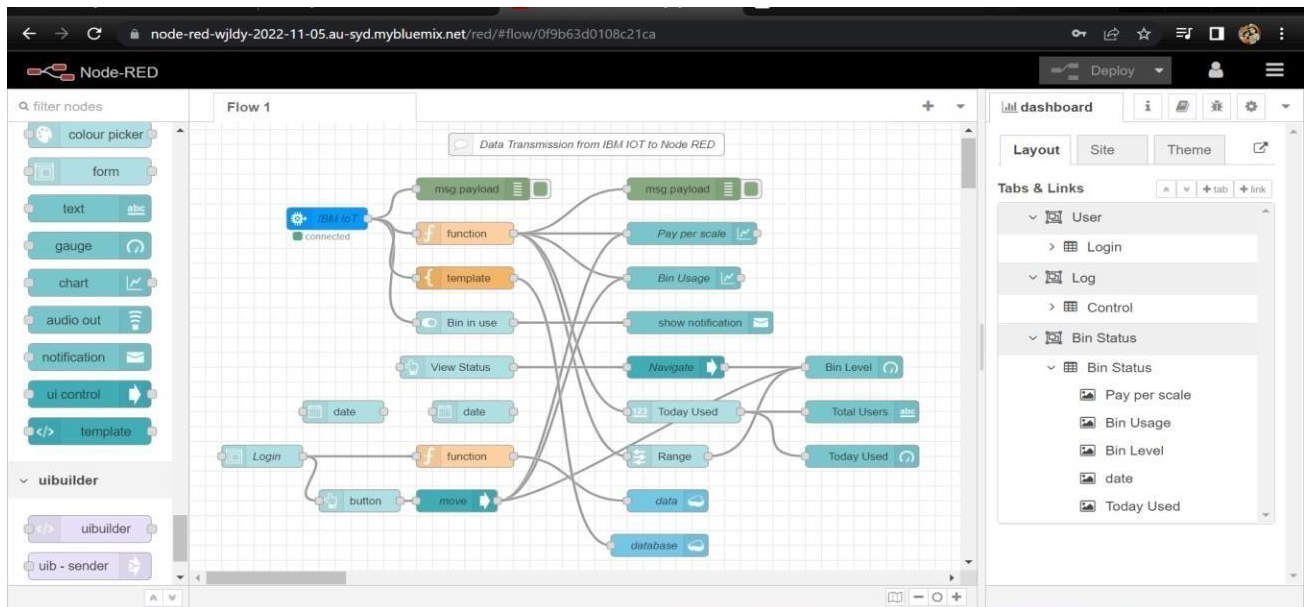 node-red-wjldy-2022-11-05.au-syd.mybluemix.net/red/#flow/0f9b63d0108c21ca
Node-RED
Deploy
filter nodes
colour picker
form
text
abc
gauge
chart
audio out
notification
ui control
</> template
uibuilder
</> uibuilder
uib - sender
Flow 1
Data Transmission from IBM IOT to Node RED
msg.payload
msg.payload
IBM IoT
connected
f function
Pay per scale
{ template
Bin Usage
Bin in use
show notification
View Status
Navigate
Bin Level
date
date
123 Today Used
Total Users abc
Login
f function
Range
Today Used
button
move
data
database
dashboard
i
Layout
Site
Theme
Tabs & Links
+ tab
+ link
User
Login
Log
Control
Bin Status
Bin Status
Pay per scale
Bin Usage
Bin Level
date
Today Used